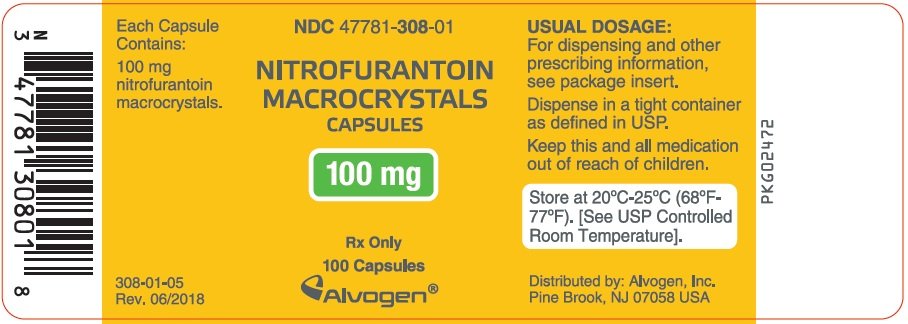 N
3
47781 30801
8
Each Capsule
Contains:
100 mg
nitrofurantoin
macrocrystals.
308-01-05
Rev. 06/2018
NDC 47781-308-01
NITROFURANTOIN
MACROCRYSTALS
CAPSULES
100 mg
Rx Only
100 Capsules
Alvogen®
USUAL DOSAGE:
For dispensing and other
prescribing information,
see package insert.
Dispense in a tight container
as defined in USP.
Keep this and all medication
out of reach of children.
Store at 20°C-25°C (68°F-
77°F). [See USP Controlled
Room Temperature].
Distributed by: Alvogen, Inc.
Pine Brook, NJ 07058 USA
PKG02472